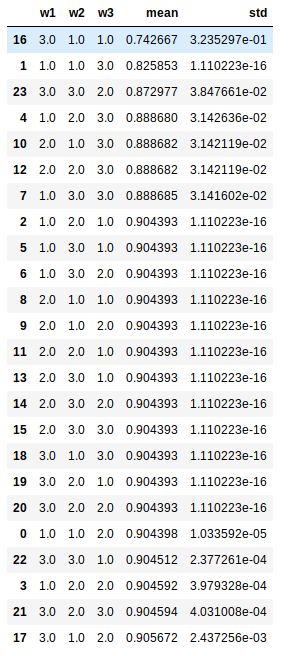 w1 w2 w3 mean std
16 3.0 1.0 1.0 0.742667 3.235297e-01
1 1.0 1.0 3.0 0.825853 1.110223e-16
23 3.0 3.0 2.0 0.872977 3.847661e-02
4 1.0 2.0 3.0 0.888680 3.142636e-02
10 2.0 1.0 3.0 0.888682 3.142119e-02
12 2.0 2.0 3.0 0.888682 3.142119e-02
7 1.0 3.0 3.0 0.888685 3.141602e-02
2 1.0 2.0 1.0 0.904393 1.110223e-16
5 1.0 3.0 1.0 0.904393 1.110223e-16
6 1.0 3.0 2.0 0.904393 1.110223e-16
8 2.0 1.0 1.0 0.904393 1.110223e-16
9 2.0 1.0 2.0 0.904393 1.110223e-16
11 2.0 2.0 1.0 0.904393 1.110223e-16
13 2.0 3.0 1.0 0.904393 1.110223e-16
14 2.0 3.0 2.0 0.904393 1.110223e-16
15 2.0 3.0 3.0 0.904393 1.110223e-16
18 3.0 1.0 3.0 0.904393 1.110223e-16
19 3.0 2.0 1.0 0.904393 1.110223e-16
20 3.0 2.0 2.0 0.904393 1.110223e-16
0 1.0 1.0 2.0 0.904398 1.033592e-05
22 3.0 3.0 1.0 0.904512 2.377261e-04
3 1.0 2.0 2.0 0.904592 3.979328e-04
21 3.0 2.0 3.0 0.904594 4.031008e-04
17 3.0 1.0 2.0 0.905672 2.437256e-03